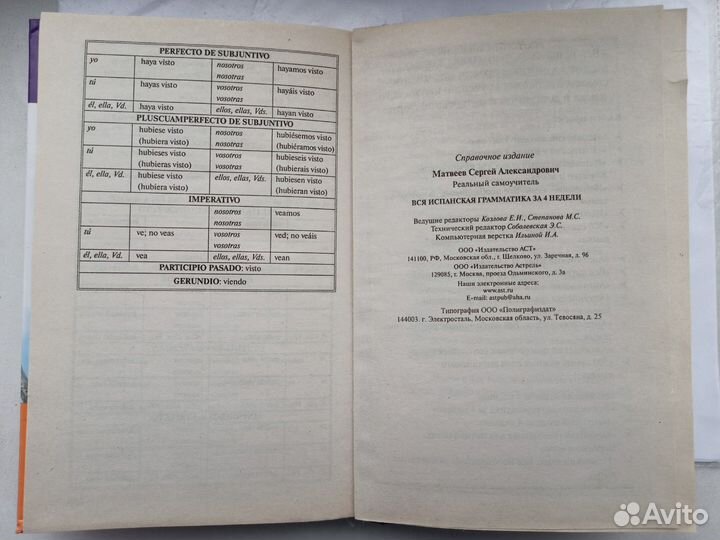 PERFECTO DE SUBJUNTIVO
yo haya visto nosotros hayamos visto
nosotras
tú hayas visto vosotros hayáis visto
vosotras
él, ella, Vd. haya visto ellos, ellas, Vds. hayan visto
PLUSCUAMPERFECTO DE SUBJUNTIVO
yo hubiese visto nosotros hubiésemos visto
(hubiera visto) nosotras (hubiéramos visto)
tú hubieses visto vosotros hubieseis visto
(hubieras visto) vosotras (hubierais visto)
él, ella, Vd. hubiese visto ellos, ellas, Vds. hubiesen visto
(hubiera visto) (hubieran visto)
IMPERATIVO
nosotros veamos
nosotras
tú ve; no veas vosotros ved; no veáis
vosotras
él, ella, Vd. vea ellos, ellas, Vds. vean
PARTICIPIO PASADO: visto
GERUNDIO: viendo
Справочное издание
Матвеев Сергей Александрович
Реальный самоучитель
ВСЯ ИСПАНСКАЯ ГРАММАТИКА ЗА 4 НЕДЕЛИ
Ведущие редакторы Козлова Е.И., Степанова М.С.
Технический редактор Соболевская Э.С.
Компьютерная верстка Ильиной И.А.
ООО «Издательство АСТ»
141100, РФ, Московская обл., г. Щелково, ул. Заречная, д. 96
ООО «Издательство Астрель»
129085, г. Москва, проезд Ольминского, д. 3а
Наши электронные адреса:
www.ast.ru
E-mail: astpub@aha.ru
Типография ООО «Полиграфиздат»
144003. г. Электросталь, Московская область, ул. Тевосяна, д. 25
Avito